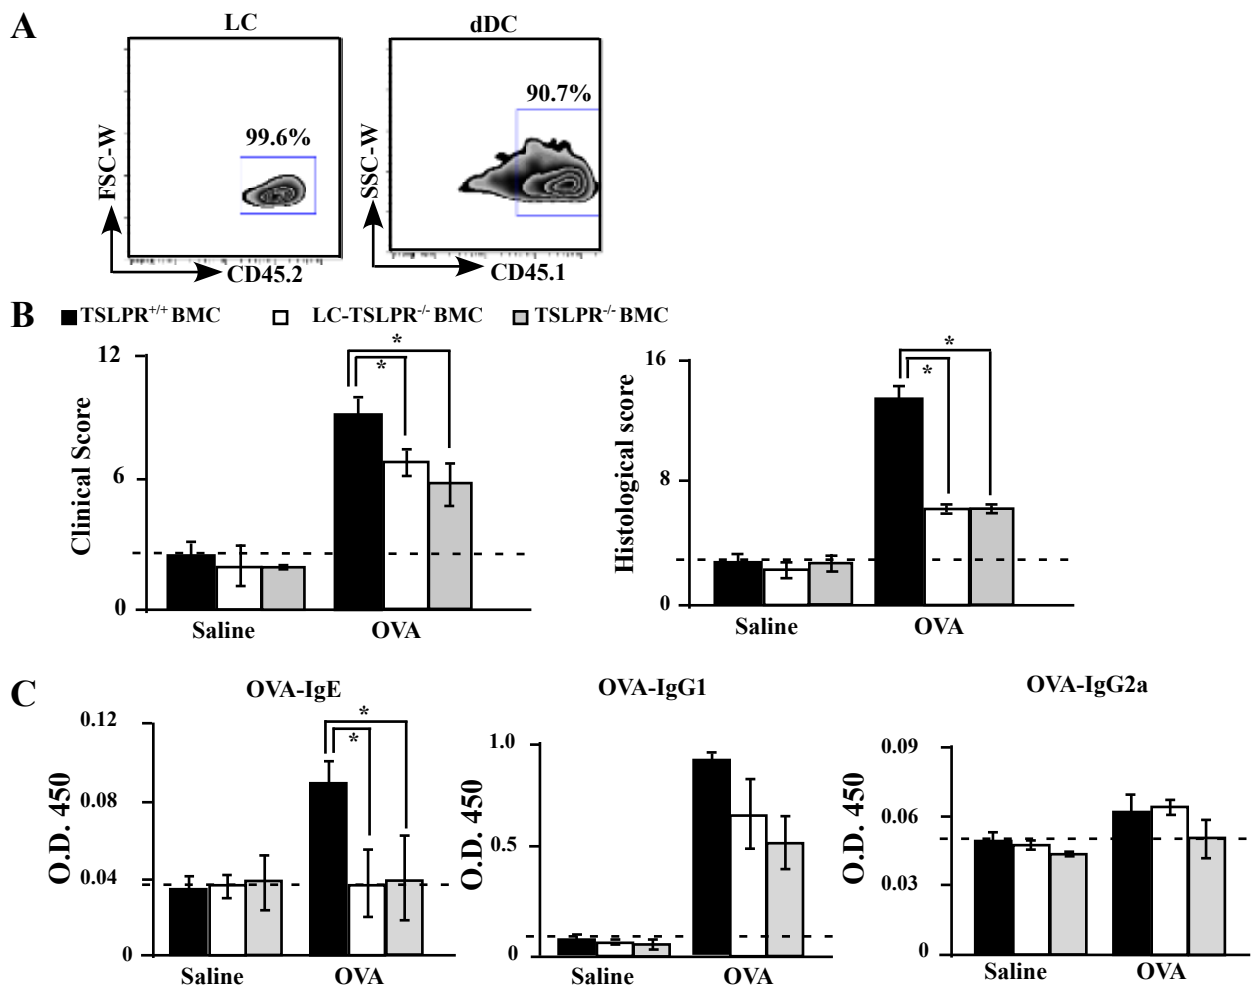 A
LC
dDC
99.6%
90.7%
FSC-W
SSC-W
CD45.2
CD45.1
B
TSLPR+/+ BMC LC-TSLPR-/- BMC TSLPR-/- BMC
Clinical Score
12
6
0
*
*
Saline OVA
Histological score
16
8
0
*
*
Saline OVA
C
OVA-IgE
O.D. 450
0.12
0.08
0.04
0
*
*
Saline OVA
OVA-IgG1
O.D. 450
1.0
0.5
0
Saline OVA
OVA-IgG2a
O.D. 450
0.09
0.06
0.03
0
Saline OVA